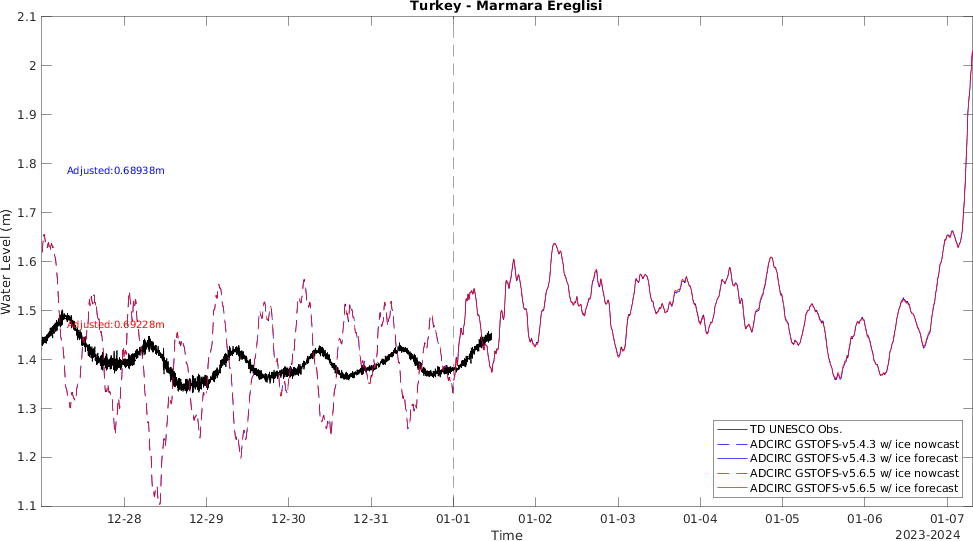 Turkey - Marmara Ereglisi
2.1
2
1.9
1.8
1.7
1.6
1.5
1.4
1.3
1.2
1.1
Water Level (m)
Adjusted:0.68938m
Adjusted:0.69228m
TD UNESCO Obs.
ADCIRC GSTOFS-v5.4.3 w/ ice nowcast
ADCIRC GSTOFS-v5.4.3 w/ ice forecast
ADCIRC GSTOFS-v5.6.5 w/ ice nowcast
ADCIRC GSTOFS-v5.6.5 w/ ice forecast
12-28 12-29 12-30 12-31 01-01 01-02 01-03 01-04 01-05 01-06 01-07
Time
2023-2024